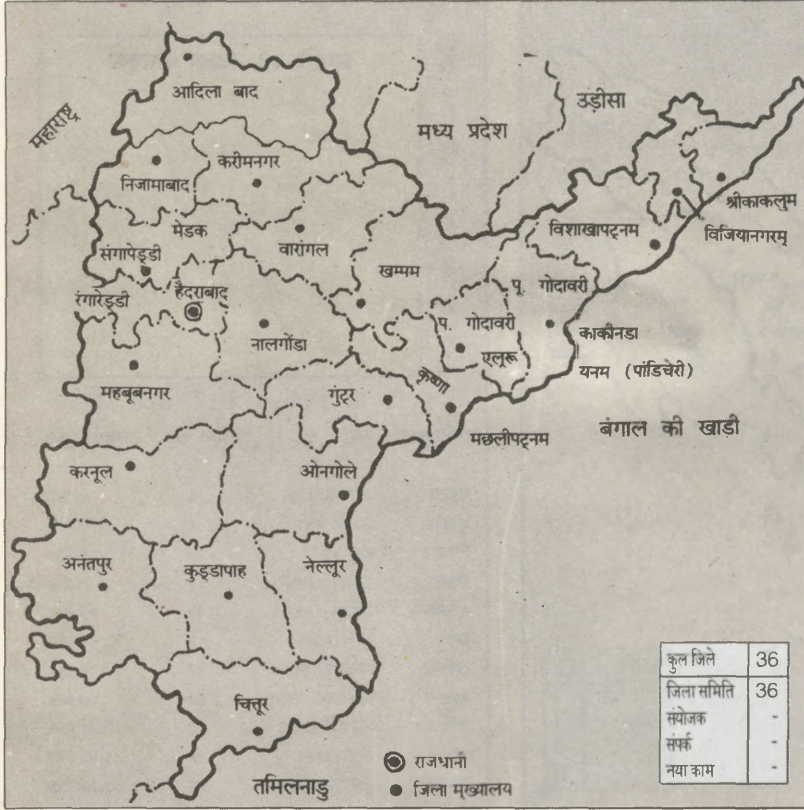 आदिला बाद
महाराष्ट्र
मध्य प्रदेश
उड़ीसा
करीमनगर
निजामाबाद
श्रीकाकलुम
विजियानगरम्
विशाखापट्नम
मेडक
वारांगल
संगापेड्डी
खम्मम
हैदराबाद
रंगारेड्डी
पू. गोदावरी
प. गोदावरी
नालगोंडा
एलूरू
काकीनडा
यनम (पांडिचेरी)
महबूबनगर
गुंटूर
कृष्णा
मछलीपट्नम
बंगाल की खाड़ी
करनूल
ओनगोले
अनंतपुर
कुड्डापाह
नेल्लूर
चित्तूर
तमिलनाडु
राजधानी
जिला मुख्यालय
कुल जिले 36
जिला समिति 36
संयोजक -
संपर्क -
नया काम -